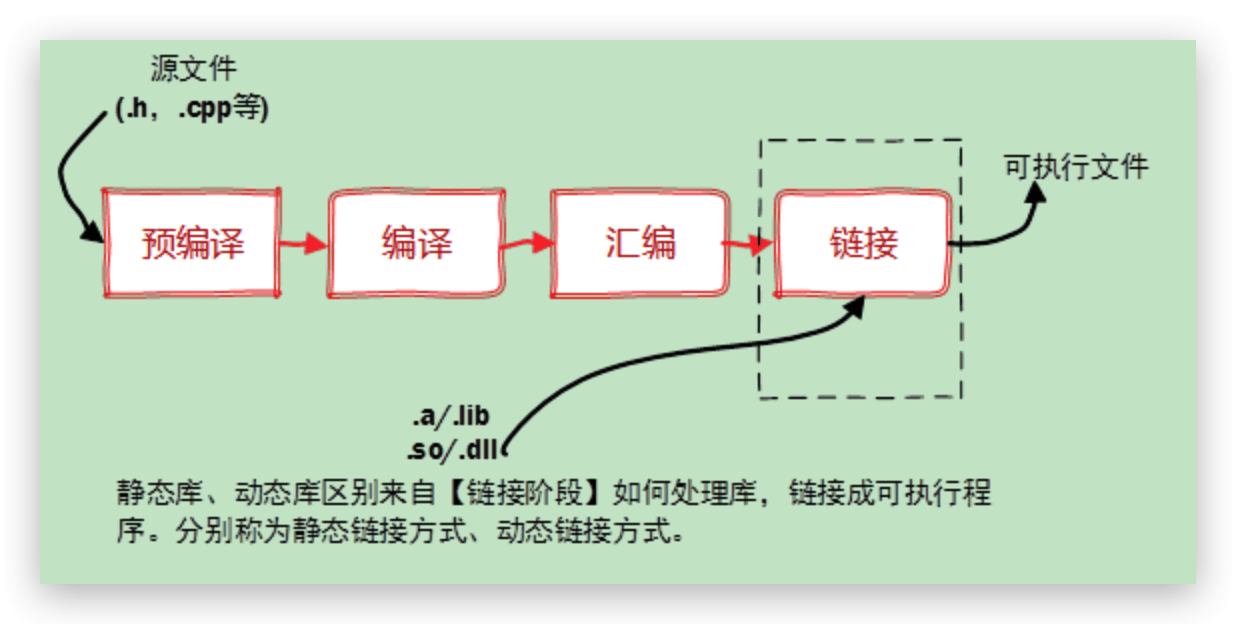 源文件
(.h，.cpp等)
可执行文件
预编译
编译
汇编
链接
.a/.lib
.so/.dll
静态库、动态库区别来自【链接阶段】如何处理库，链接成可执行程
序。分别称为静态链接方式、动态链接方式。